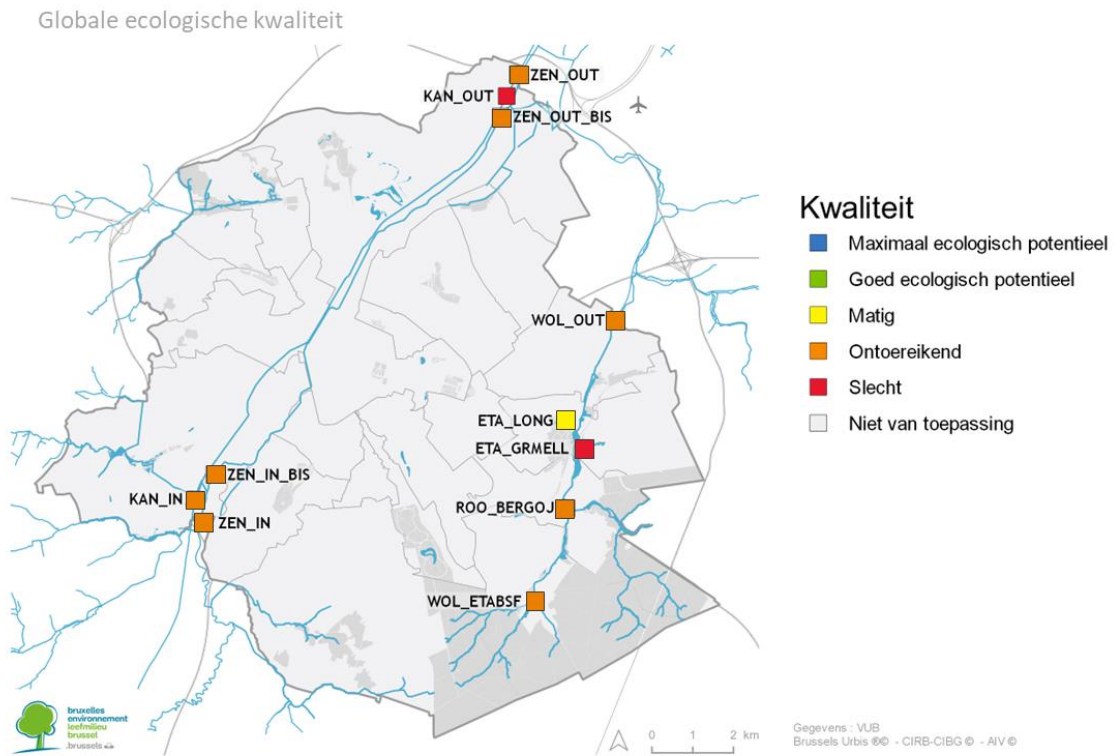 Globale ecologische kwaliteit
ZEN_OUT
KAN_OUT
ZEN_OUT_BIS
WOL_OUT
ETA_LONG
ETA_GRMELL
ZEN_IN_BIS
KAN_IN
ROO_BERGOJ
ZEN_IN
WOL_ETABSF
Kwaliteit
Maximaal ecologisch potentieel
Goed ecologisch potentieel
Matig
Ontoereikend
Slecht
Niet van toepassing
bruxelles
environnement
leefmilieu
brussel
.brussels
0 1 2 km
Gegevens : VUB
Brussels Urbis ®© - CIRB-CIBG © - AIV ©